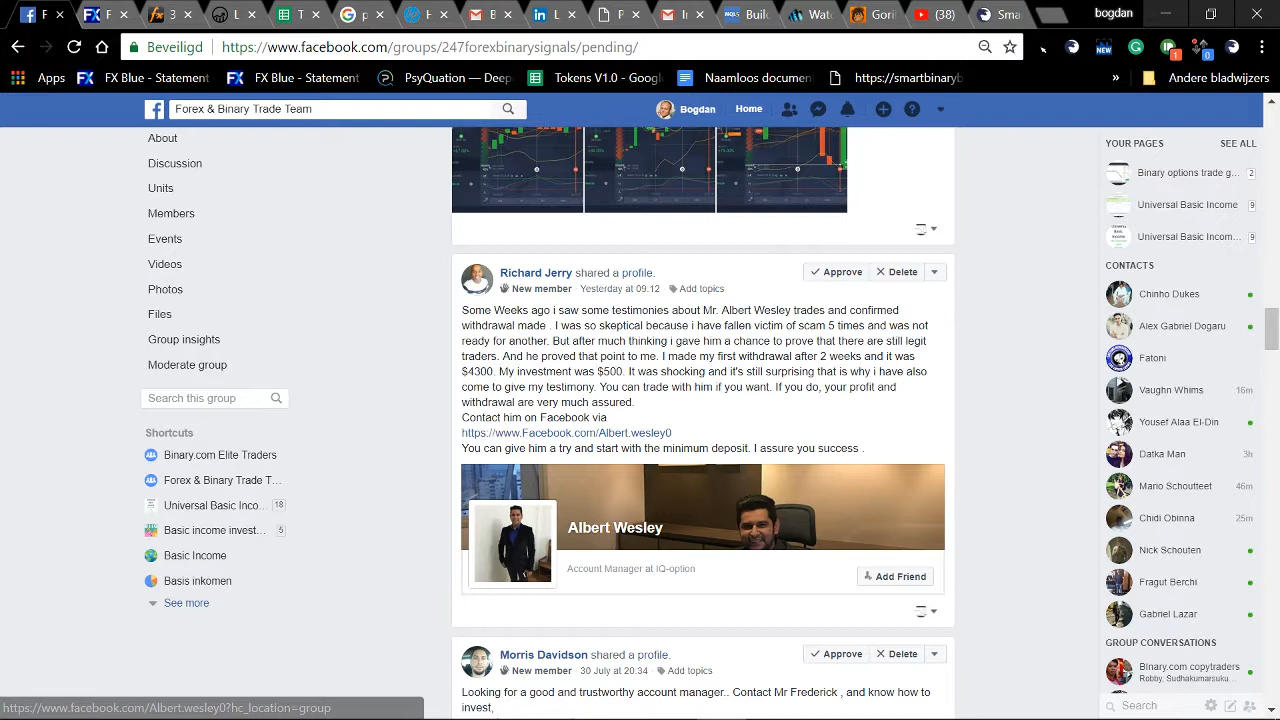 F
F
3
L
T
p
E
B
L
P
Ir
Buil
Wat
Gori
(38)
Sma
bogdan
Beveiligd
https://www.facebook.com/groups/247forexbinarysignals/pending/
NEW
1
0
Apps
FX Blue - Statement
FX Blue - Statement
PsyQuation — Deep
Tokens V1.0 - Googl
Naamloos documen
https://smartbinaryb
»
Andere bladwijzers
Forex & Binary Trade Team
Bogdan
Home
About
Discussion
Units
Members
Events
Videos
Photos
Files
Group insights
Moderate group
Search this group
Shortcuts
Binary.com Elite Traders
Forex & Binary Trade T...
Universal Basic Inco... 18
Basic income invest... 5
Basic Income
Basis inkomen
See more
Richard Jerry shared a profile.
New member · Yesterday at 09.12 · Add topics
Approve
Delete
Some Weeks ago i saw some testimonies about Mr. Albert Wesley trades and confirmed
withdrawal made . I was so skeptical because i have fallen victim of scam 5 times and was not
ready for another. But after much thinking i gave him a chance to prove that there are still legit
traders. And he proved that point to me. I made my first withdrawal after 2 weeks and it was
$4300. My investment was $500. It was shocking and it's still surprising that is why i have also
come to give my testimony. You can trade with him if you want. If you do, your profit and
withdrawal are very much assured.
Contact him on Facebook via
https://www.Facebook.com/Albert.wesley0
You can give him a try and start with the minimum deposit. I assure you success .
Albert Wesley
Account Manager at IQ-option
Add Friend
Morris Davidson shared a profile.
New member · 30 July at 20:34 · Add topics
Approve
Delete
Looking for a good and trustworthy account manager.. Contact Mr Frederick , and know how to
invest,
YOUR PAGES
SEE ALL
Binary options trade s... 2
Universal Basic Income 9
Universal Basic Incom... 9
CONTACTS
Chinho Dukes
Alex Gabriel Dogaru
Fatoni
Vaughn Whims 16m
Yousef Alaa El-Din
Datka Man 3h
Mario Schoutteet 46m
Chidi Obinna 25m
Nick Schouten
Fragut Berchi
Gabriel Lazar
GROUP CONVERSATIONS
Binary.com copytraders
Robby, Sudhakumarsuku...
Search
https://www.facebook.com/Albert.wesley0?hc_location=group